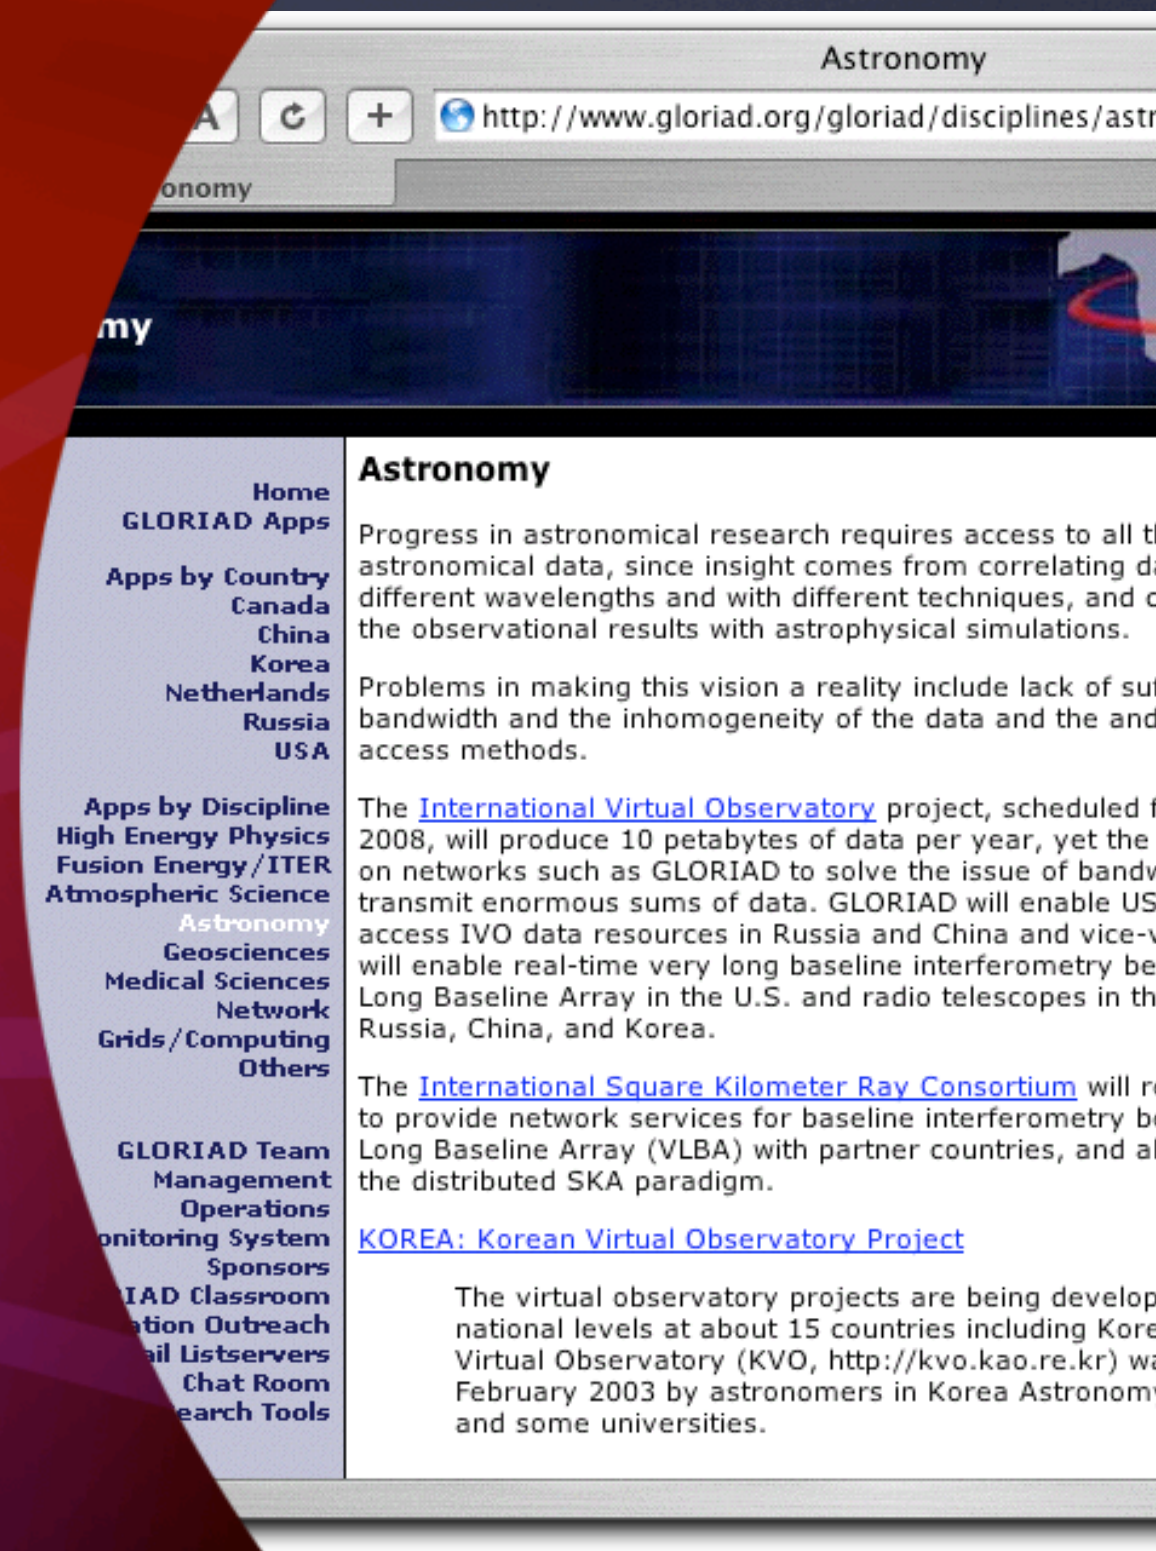 Astronomy
A
+
http://www.gloriad.org/gloriad/disciplines/astr
onomy
my
Home
GLORIAD Apps
Apps by Country
Canada
China
Korea
Netherlands
Russia
USA
Apps by Discipline
High Energy Physics
Fusion Energy/ITER
Atmospheric Science
Astronomy
Geosciences
Medical Sciences
Network
Grids/Computing
Others
GLORIAD Team
Management
Operations
onitoring System
Sponsors
IAD Classroom
ation Outreach
ail Listservers
Chat Room
earch Tools
Astronomy
Progress in astronomical research requires access to all t
astronomical data, since insight comes from correlating da
different wavelengths and with different techniques, and c
the observational results with astrophysical simulations.
Problems in making this vision a reality include lack of suf
bandwidth and the inhomogeneity of the data and the and
access methods.
The International Virtual Observatory project, scheduled f
2008, will produce 10 petabytes of data per year, yet the
on networks such as GLORIAD to solve the issue of bandw
transmit enormous sums of data. GLORIAD will enable US
access IVO data resources in Russia and China and vice-v
will enable real-time very long baseline interferometry be
Long Baseline Array in the U.S. and radio telescopes in th
Russia, China, and Korea.
The International Square Kilometer Ray Consortium will re
to provide network services for baseline interferometry be
Long Baseline Array (VLBA) with partner countries, and al
the distributed SKA paradigm.
KOREA: Korean Virtual Observatory Project
The virtual observatory projects are being develop
national levels at about 15 countries including Kore
Virtual Observatory (KVO, http://kvo.kao.re.kr) wa
February 2003 by astronomers in Korea Astronomy
and some universities.